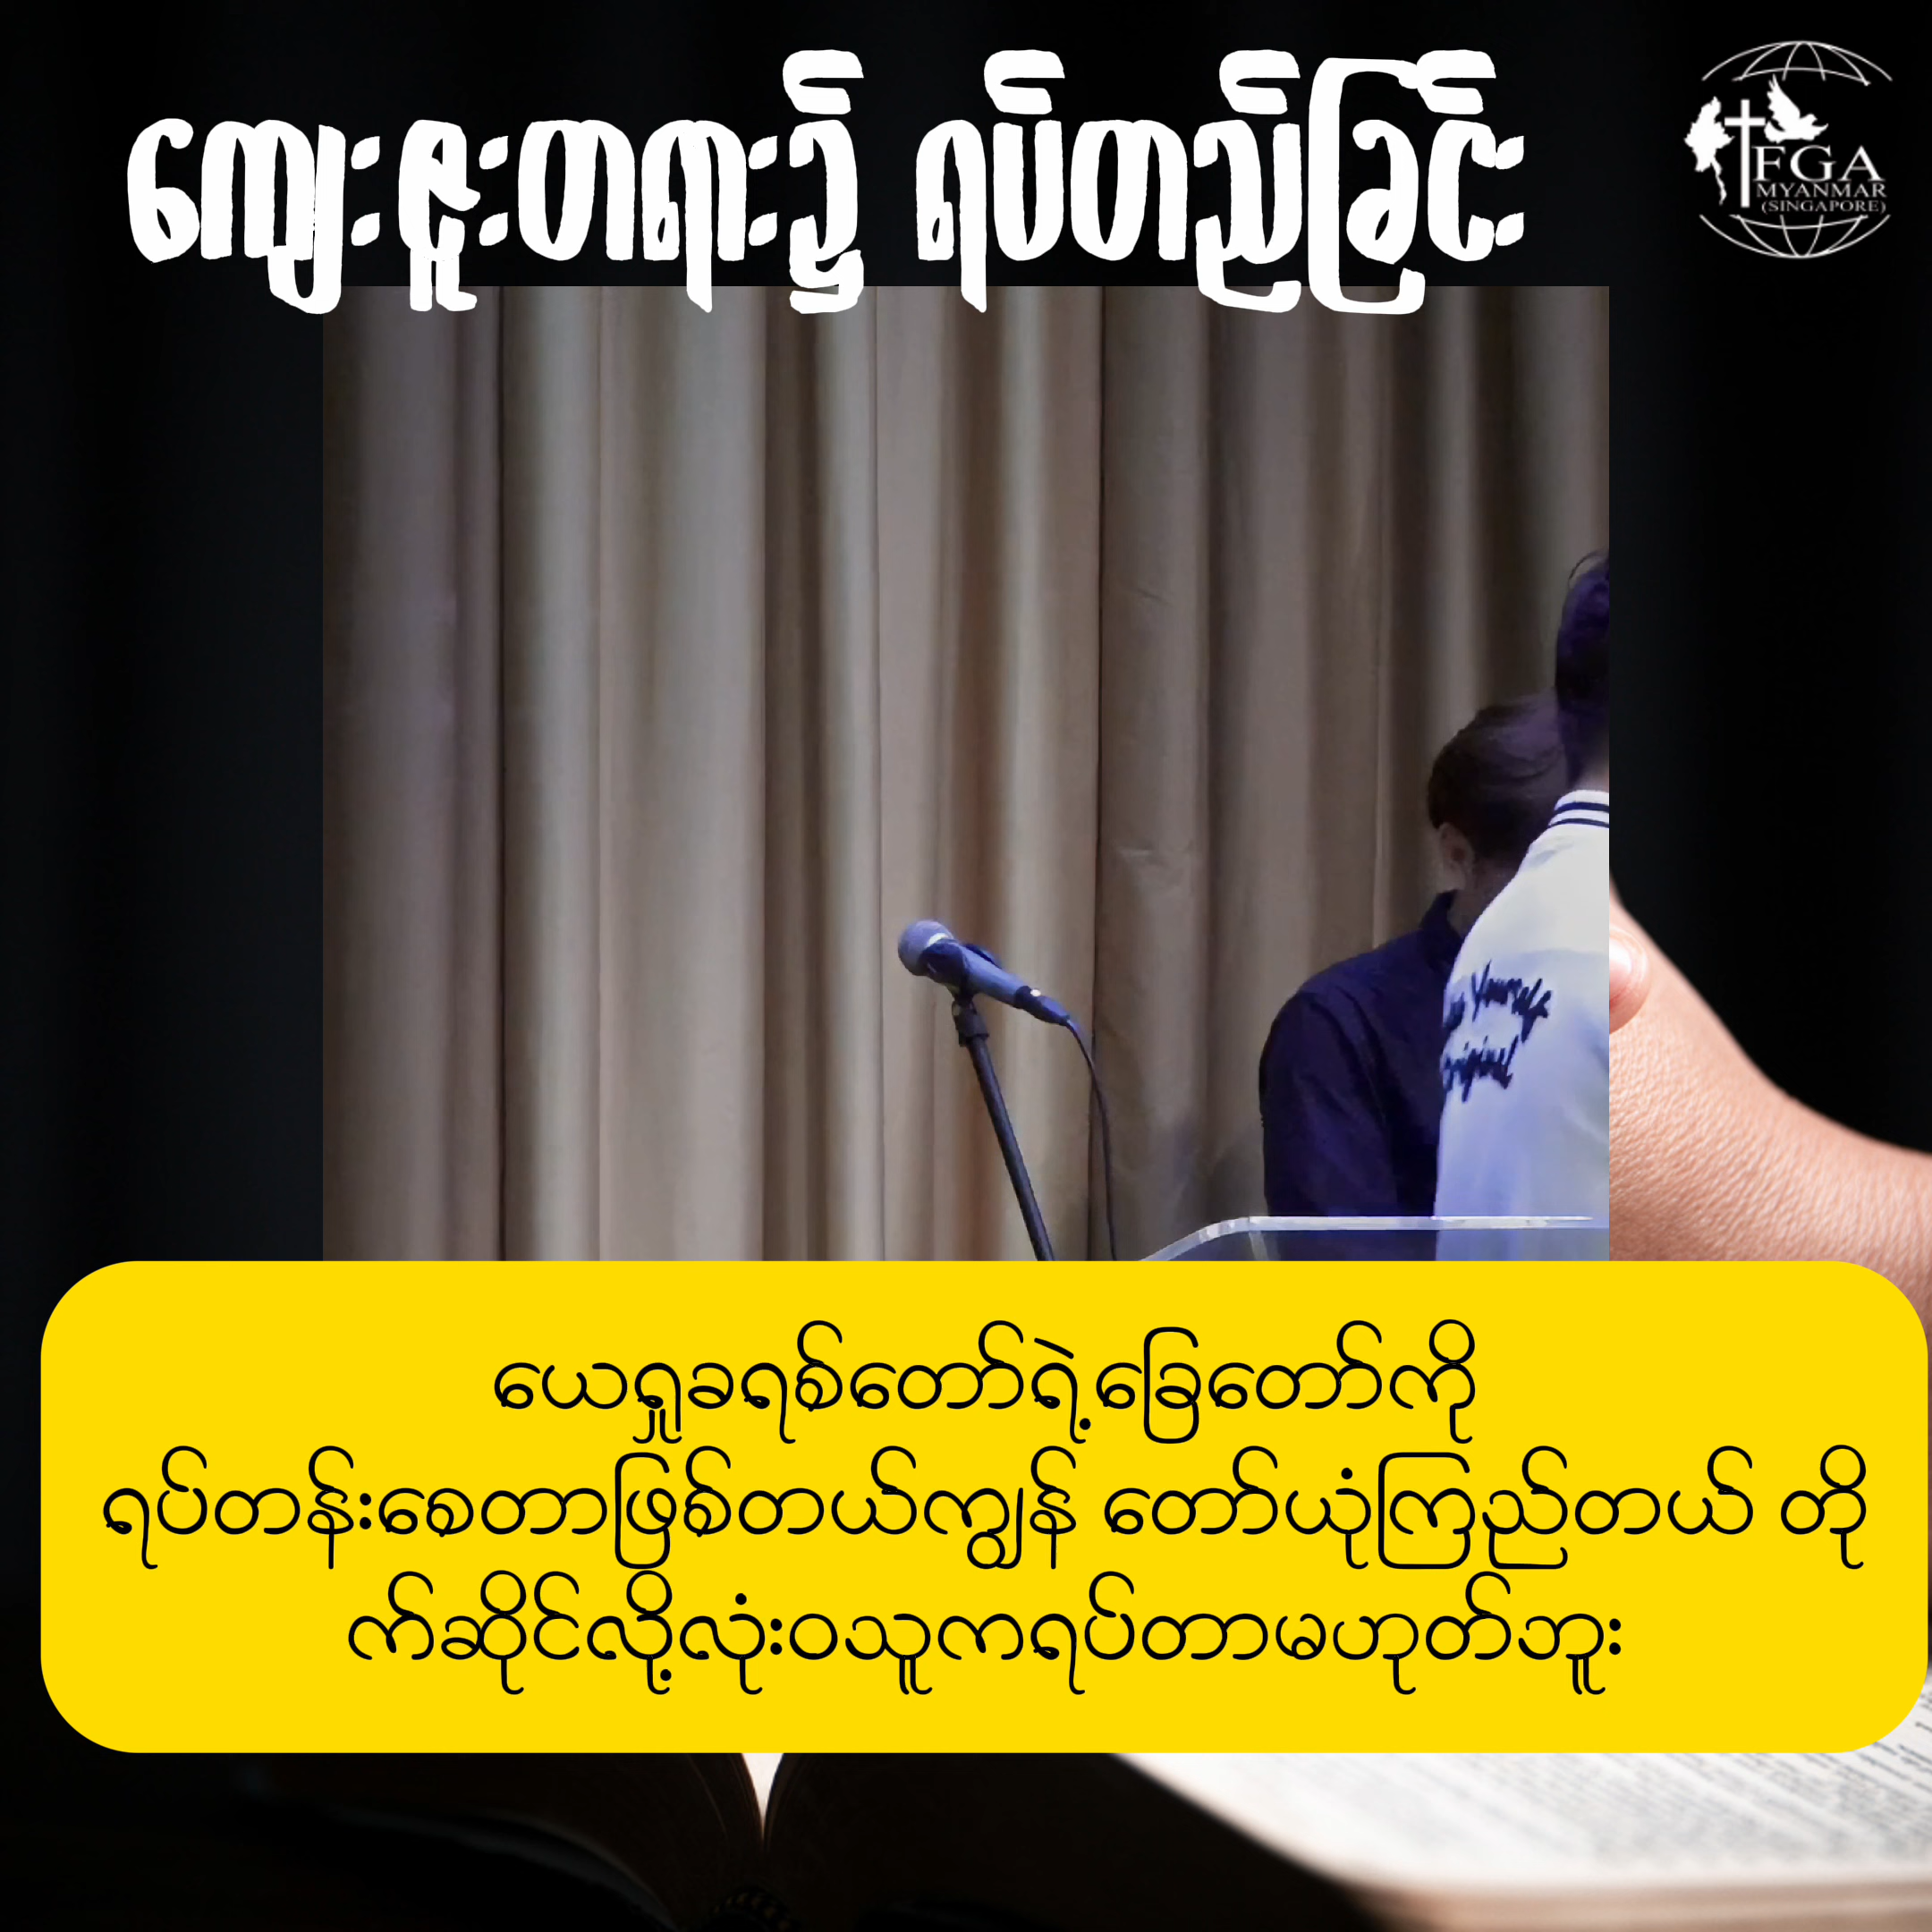 ကျေးဇူးတရား၌ ရပ်တည်ခြင်း
FGA
MYANMAR
(SINGAPORE)
Yourself
Original
ယေရှုခရစ်တော်ရဲ့ခြေတော်ကို
ရပ်တန်းစေတာဖြစ်တယ်ကျွန် တော်ယုံကြည်တယ် တို
က်ဆိုင်လို့လုံးဝသူကရပ်တာမဟုတ်ဘူး